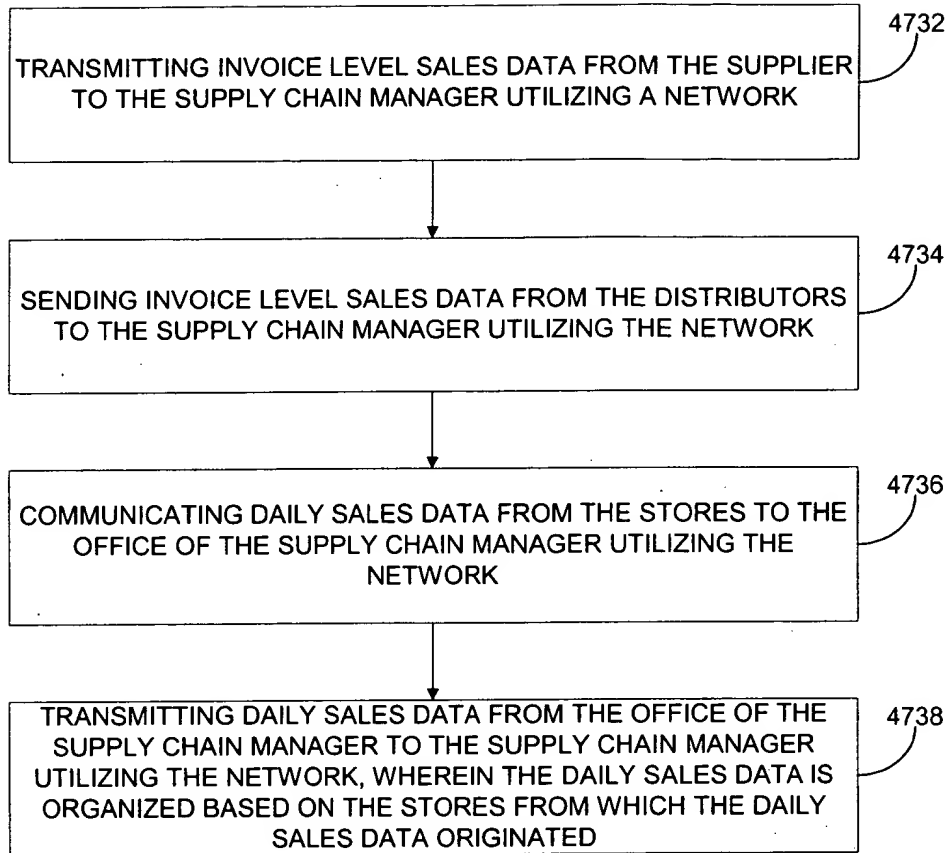 4732
TRANSMITTING INVOICE LEVEL SALES DATA FROM THE SUPPLIER
TO THE SUPPLY CHAIN MANAGER UTILIZING A NETWORK
4734
SENDING INVOICE LEVEL SALES DATA FROM THE DISTRIBUTORS
TO THE SUPPLY CHAIN MANAGER UTILIZING THE NETWORK
4736
COMMUNICATING DAILY SALES DATA FROM THE STORES TO THE
OFFICE OF THE SUPPLY CHAIN MANAGER UTILIZING THE
NETWORK
4738
TRANSMITTING DAILY SALES DATA FROM THE OFFICE OF THE
SUPPLY CHAIN MANAGER TO THE SUPPLY CHAIN MANAGER
UTILIZING THE NETWORK, WHEREIN THE DAILY SALES DATA IS
ORGANIZED BASED ON THE STORES FROM WHICH THE DAILY
SALES DATA ORIGINATED